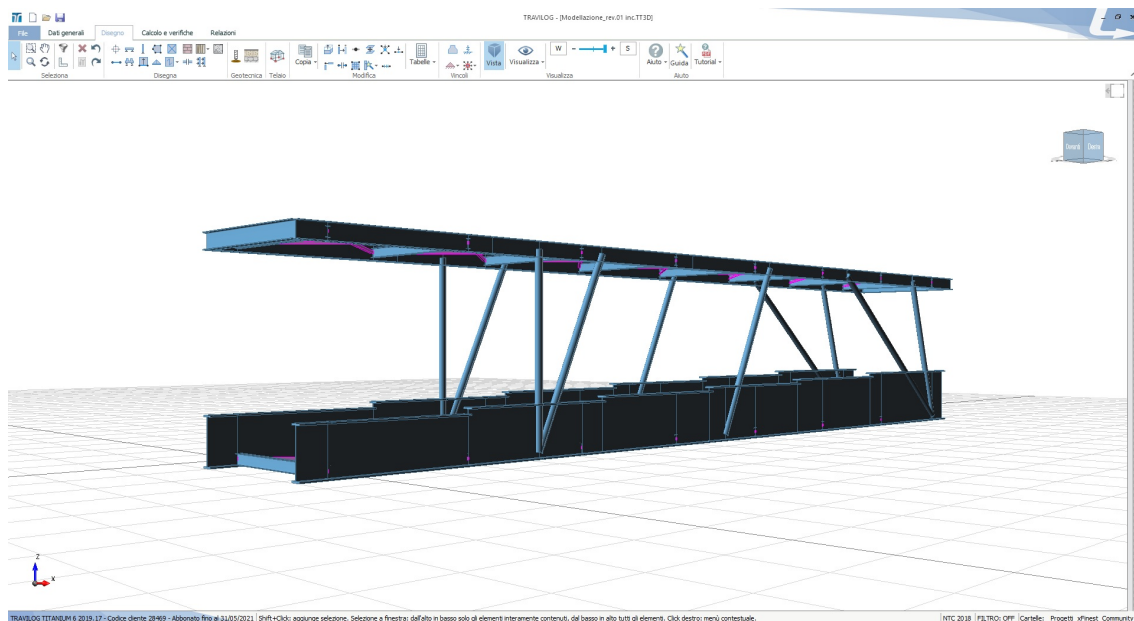 TRAVILOG - [Modellazione_rev.01 inc.TT3D]
File Dati generali Disegno Calcolo e verifiche Relazioni
Copia Tabelle Vista Visualizza W S Aiuto Guida Tutorial
Seleziona Disegna Geotecnica Telaio Modifica Vincoli Visualizza Aiuto
Z
X
TRAVILOG TITANIUM 6 2019.17 - Codice cliente 28469 - Abbonato fino al 31/05/2021 Shift+Click: aggiunge selezione. Selezione a finestra: dall'alto in basso solo gli elementi interamente contenuti, dal basso in alto tutti gli elementi. Click destro: menù contestuale. NTC 2018 FILTRO: OFF Cartelle: Progetti xFinest Community